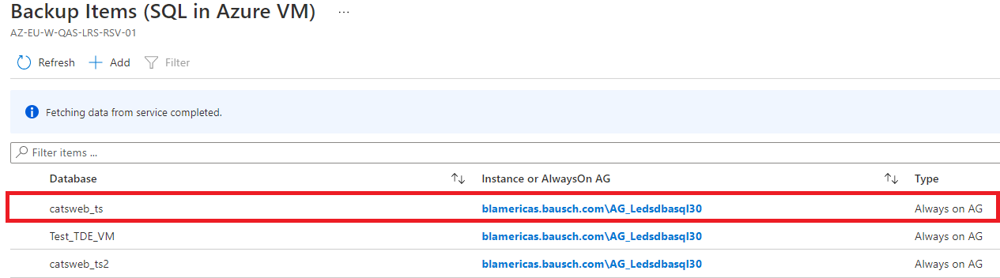 Backup Items (SQL in Azure VM) ...
AZ-EU-W-QAS-LRS-RSV-01
Refresh Add Filter
Fetching data from service completed.
Filter items ...
Database Instance or AlwaysOn AG Type
catsweb_ts blamericas.bausch.com\AG_Ledsdbasql30 Always on AG
Test_TDE_VM blamericas.bausch.com\AG_Ledsdbasql30 Always on AG
catsweb_ts2 blamericas.bausch.com\AG_Ledsdbasql30 Always on AG